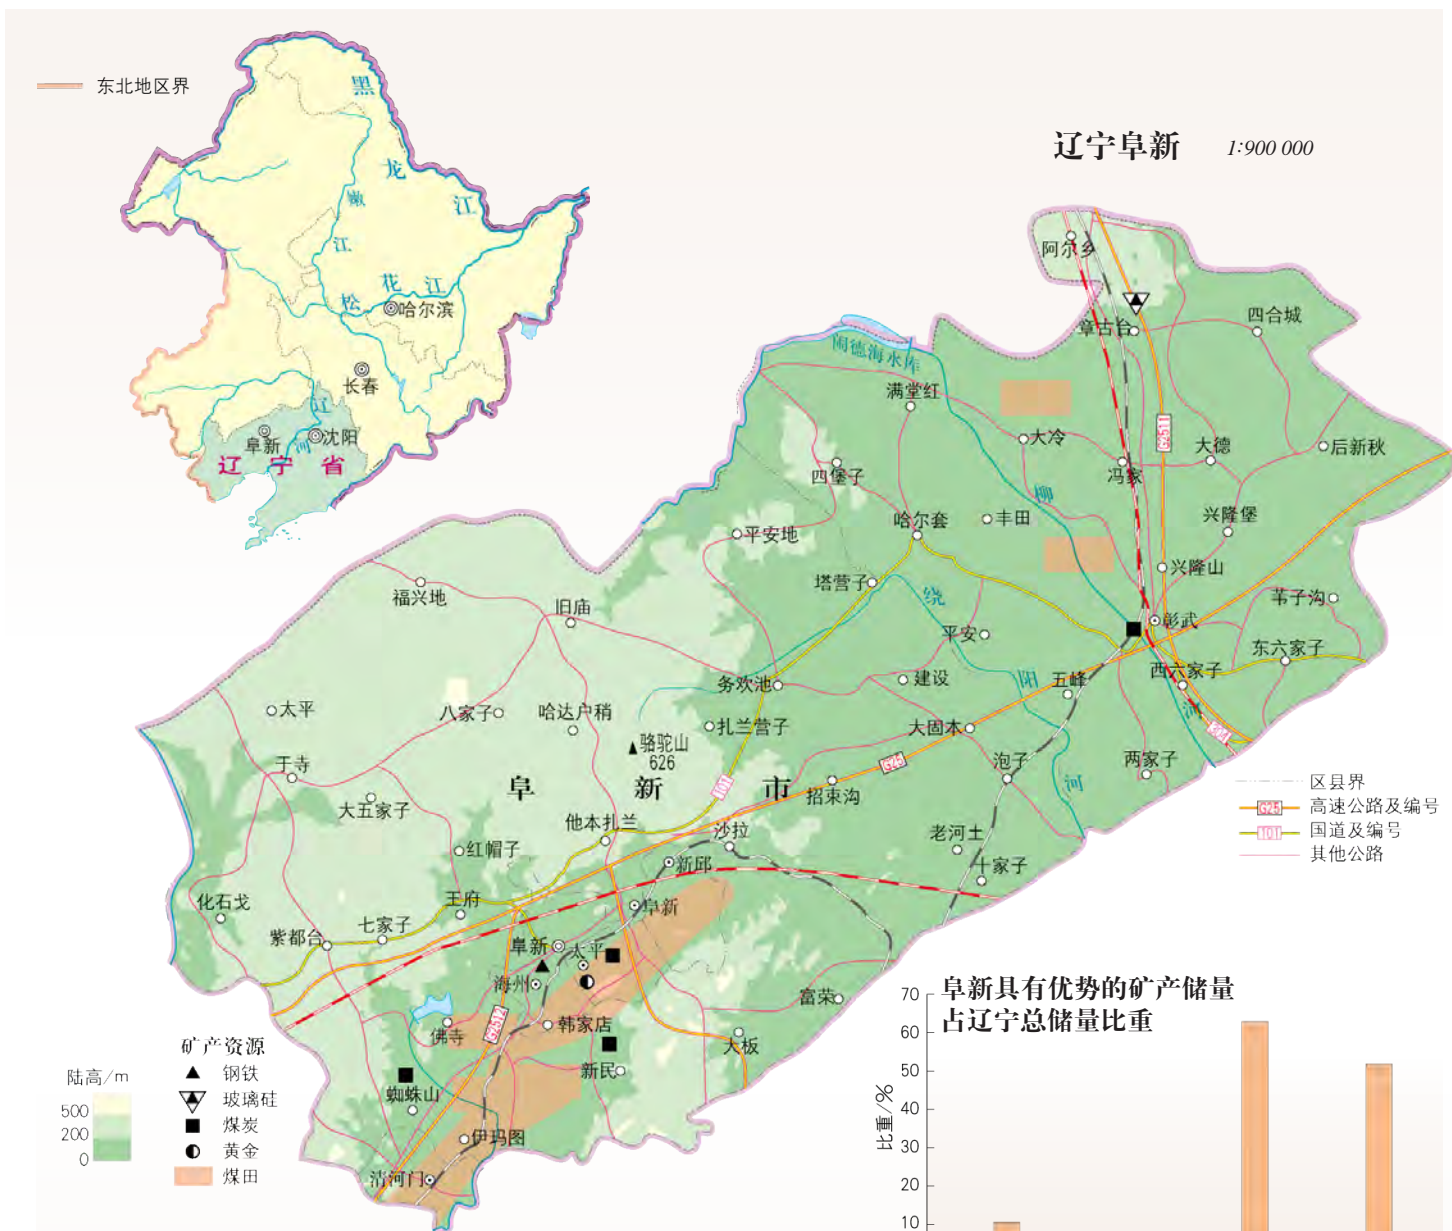 东北地区界
黑
龙
江
嫩
江
松
花
江
哈尔滨
长春
辽
河
阜新
沈阳
辽宁省
辽宁阜新
1:900 000
阿尔乡
章古台
四合城
闹德海水库
满堂红
大冷
G2511
大德
后新秋
冯家
四堡子
柳
哈尔套
丰田
兴隆堡
平安地
塔营子
兴隆山
福兴地
旧庙
绕
苇子沟
平安
彰武
东六家子
务欢池
建设
阳
五峰
西六家子
太平
八家子
哈达户稍
扎兰营子
大固本
河
304
骆驼山
626
于寺
G25
泡子
两家子
河
大五家子
阜新市
101
招束沟
他本扎兰
沙拉
老河土
红帽子
新邱
十家子
化石戈
王府
阜新
紫都台
七家子
阜新
太平
海州
富荣
佛寺
G2512
韩家店
大板
新民
蜘蛛山
伊玛图
清河门
区县界
G25
高速公路及编号
101
国道及编号
其他公路
陆高/m
500
200
0
矿产资源
钢铁
玻璃硅
煤炭
黄金
煤田
阜新具有优势的矿产储量
占辽宁总储量比重
比重/%
70
60
50
40
30
20
10